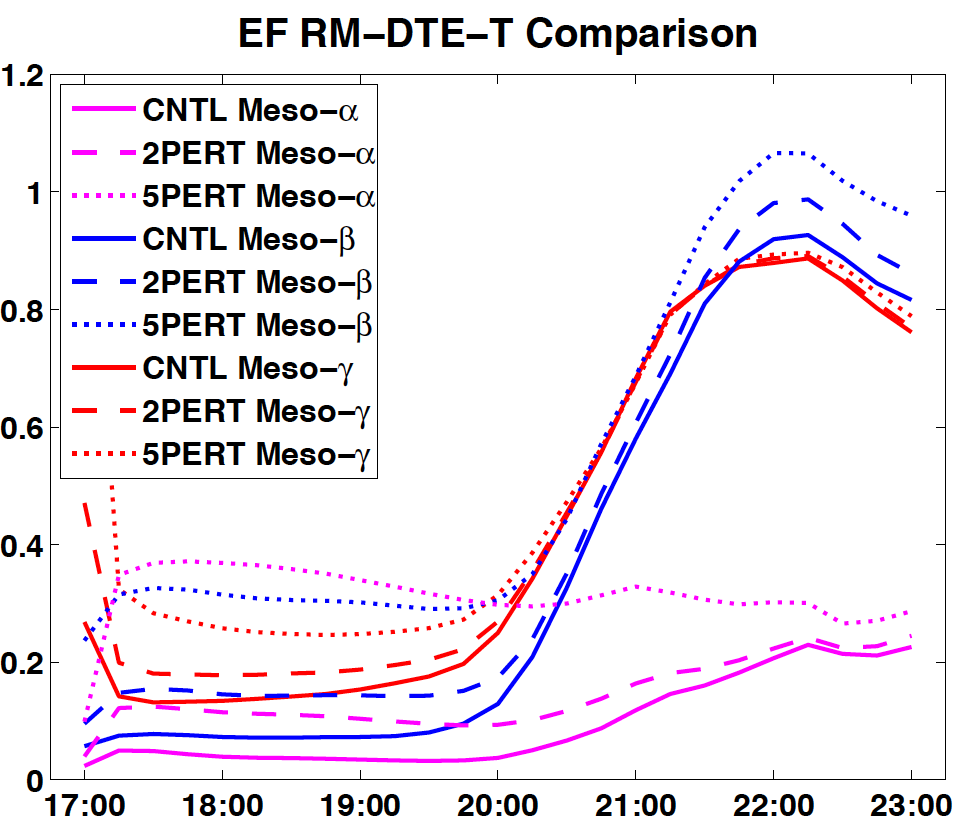 EF RM−DTE−T Comparison
1.2
1
0.8
0.6
0.4
0.2
0
CNTL Meso−α
2PERT Meso−α
5PERT Meso−α
CNTL Meso−β
2PERT Meso−β
5PERT Meso−β
CNTL Meso−γ
2PERT Meso−γ
5PERT Meso−γ
17:00 18:00 19:00 20:00 21:00 22:00 23:00